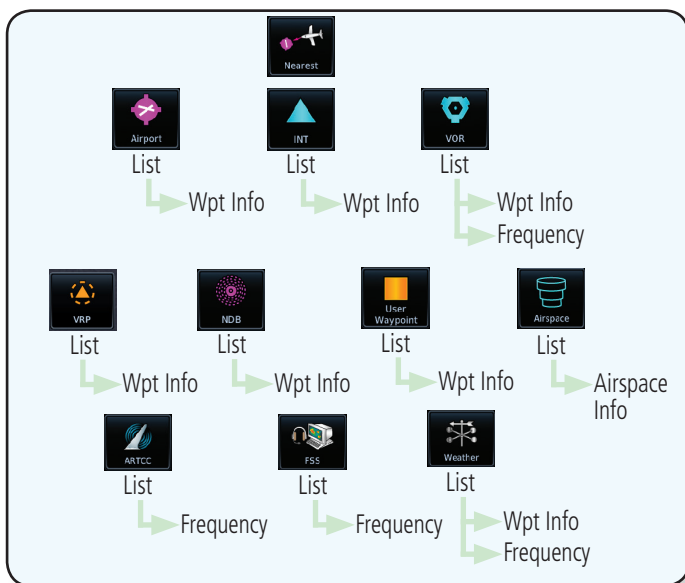 Nearest
Airport INT VOR
List List List
Wpt Info Wpt Info Wpt Info
Frequency
VRP NDB User Waypoint Airspace
List List List List
Wpt Info Wpt Info Wpt Info Airspace Info
ARTCC FSS Weather
List List List
Frequency Frequency Wpt Info
Frequency